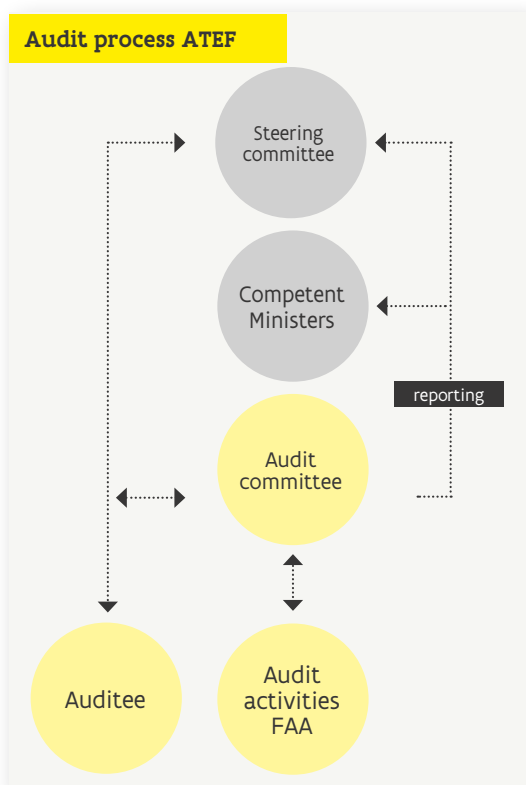 Audit process ATEF
Steering
committee
Competent
Ministers
reporting
Audit
committee
Auditee
Audit
activities
FAA